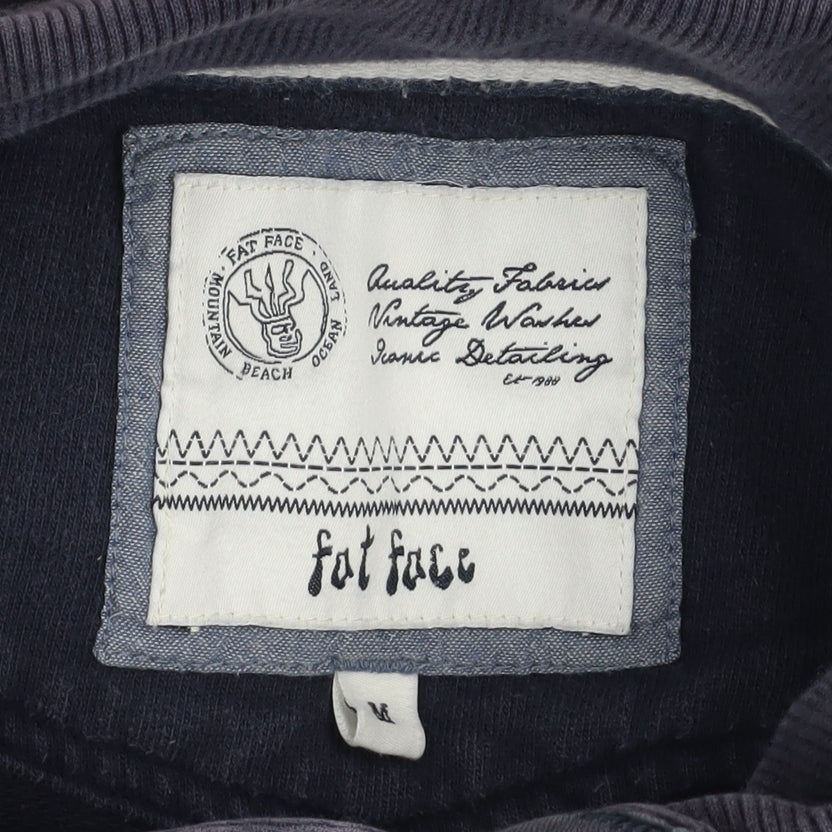 FAT FACE · LAND OCEAN BEACH MOUNTAIN ·
Quality Fabrics
Vintage Washes
Iconic Detailing
Est 1988
fat face
M